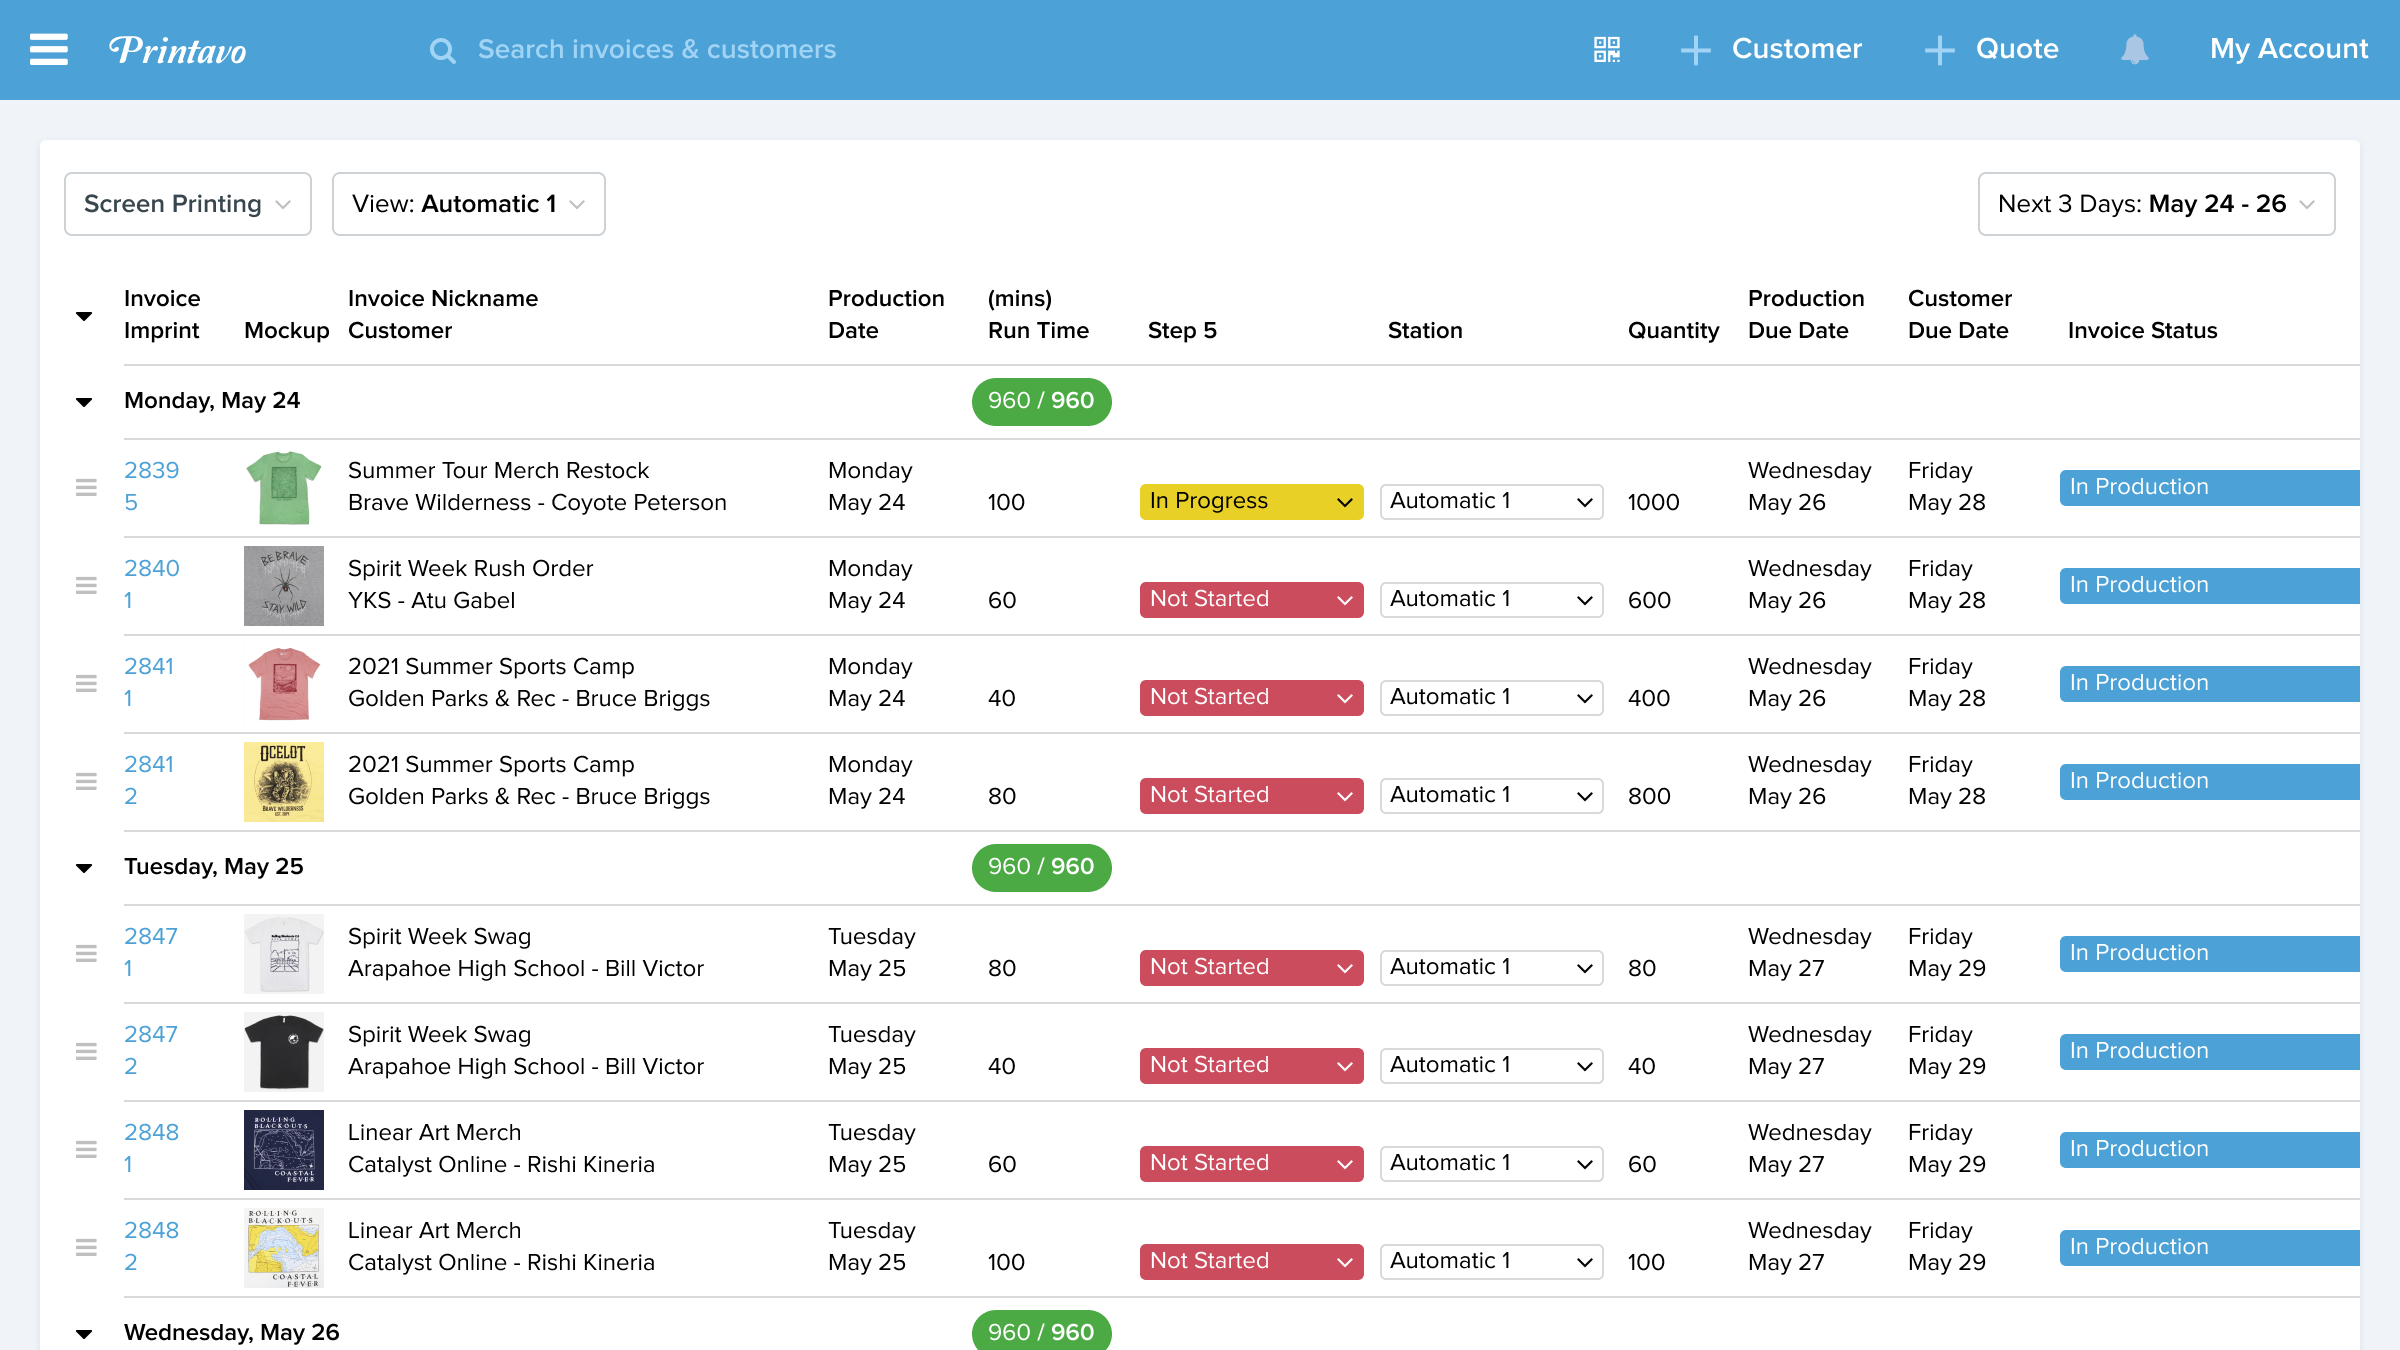 Printavo
Search invoices & customers
Customer
Quote
My Account
Screen Printing
View: Automatic 1
Next 3 Days: May 24 - 26
Invoice Imprint
Mockup
Invoice Nickname Customer
Production Date
(mins) Run Time
Step 5
Station
Quantity
Production Due Date
Customer Due Date
Invoice Status
Monday, May 24
960 / 960
2839 Summer Tour Merch Restock Monday Wednesday Friday
5 Brave Wilderness - Coyote Peterson May 24 100 In Progress Automatic 1 1000 May 26 May 28 In Production
BE BRAVE
STAY WILD
2840 Spirit Week Rush Order Monday Wednesday Friday
1 YKS - Atu Gabel May 24 60 Not Started Automatic 1 600 May 26 May 28 In Production
2841 2021 Summer Sports Camp Monday Wednesday Friday
1 Golden Parks & Rec - Bruce Briggs May 24 40 Not Started Automatic 1 400 May 26 May 28 In Production
OCELOT
BRAVE WILDERNESS
2841 2021 Summer Sports Camp Monday Wednesday Friday
2 Golden Parks & Rec - Bruce Briggs May 24 80 Not Started Automatic 1 800 May 26 May 28 In Production
Tuesday, May 25
960 / 960
2847 Spirit Week Swag Tuesday Wednesday Friday
1 Arapahoe High School - Bill Victor May 25 80 Not Started Automatic 1 80 May 27 May 29 In Production
2847 Spirit Week Swag Tuesday Wednesday Friday
2 Arapahoe High School - Bill Victor May 25 40 Not Started Automatic 1 40 May 27 May 29 In Production
ROLLING
BLACKOUTS
COASTAL
FEVER
2848 Linear Art Merch Tuesday Wednesday Friday
1 Catalyst Online - Rishi Kineria May 25 60 Not Started Automatic 1 60 May 27 May 29 In Production
ROLLING
BLACKOUTS
COASTAL
FEVER
2848 Linear Art Merch Tuesday Wednesday Friday
2 Catalyst Online - Rishi Kineria May 25 100 Not Started Automatic 1 100 May 27 May 29 In Production
Wednesday, May 26
960 / 960